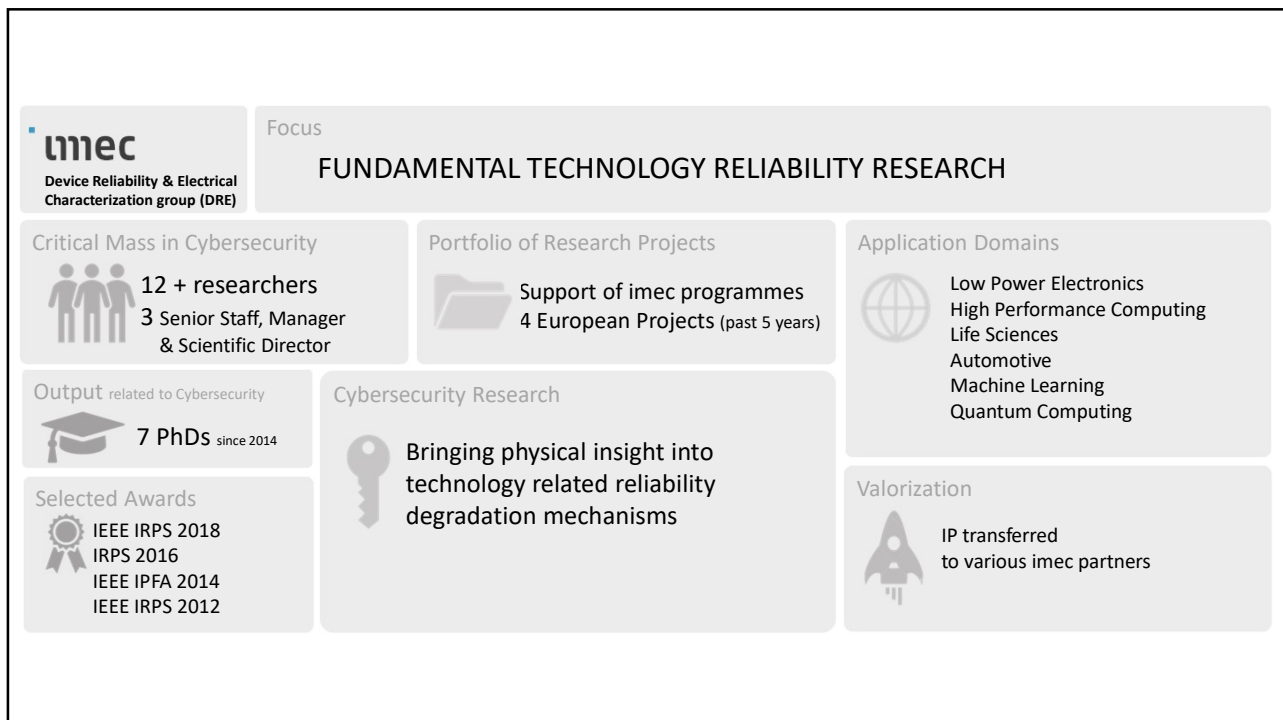 imec
Device Reliability & Electrical
Characterization group (DRE)
Focus
FUNDAMENTAL TECHNOLOGY RELIABILITY RESEARCH
Critical Mass in Cybersecurity
12 + researchers
3 Senior Staff, Manager
& Scientific Director
Portfolio of Research Projects
Support of imec programmes
4 European Projects (past 5 years)
Application Domains
Low Power Electronics
High Performance Computing
Life Sciences
Automotive
Machine Learning
Quantum Computing
Output related to Cybersecurity
7 PhDs since 2014
Cybersecurity Research
Bringing physical insight into
technology related reliability
degradation mechanisms
Selected Awards
IEEE IRPS 2018
IRPS 2016
IEEE IPFA 2014
IEEE IRPS 2012
Valorization
IP transferred
to various imec partners